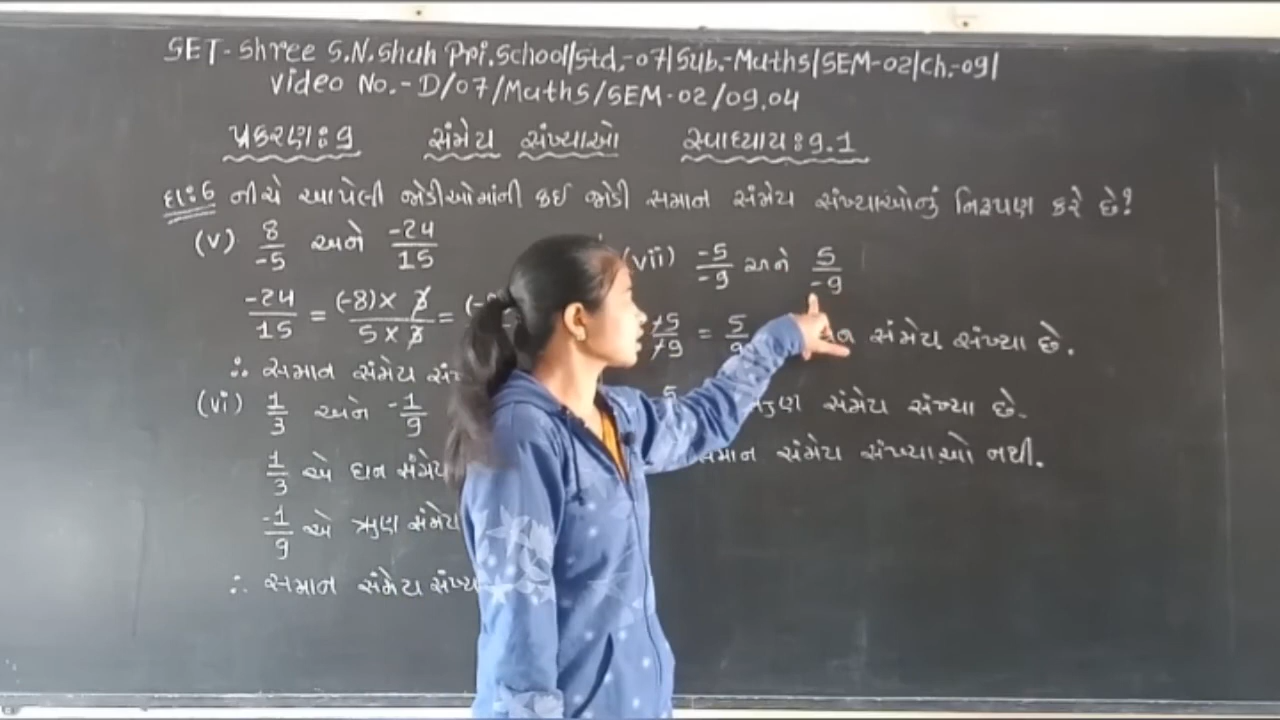 SET-Shree S.N.Shah Pri.School/Std.-07/Sub.-Maths/SEM-02/Ch.-09/
Video No.-D/07/Maths/SEM-02/09.04
પ્રકરણ:9 સંમેય સંખ્યાઓ સ્વાધ્યાય:9.1
દા:6 નીચે આપેલી જોડીઓમાંની કઈ જોડી સમાન સંમેય સંખ્યાઓનું નિરૂપણ કરે છે?
(v) 8/-5 અને -24/15
-24/15 = (-8)×3/5×3 =
∴ સમાન સંમેય
(vi) 1/3 અને -1/9
1/3 એ ઘન
-1/9 એ ઋણ
∴ સમાન સંમેય
(vii) -5/-9 અને 5/-9
-5/-9 = 5/9 સંમેય સંખ્યા છે.
સંમેય સંખ્યા છે.
સંમેય સંખ્યાઓ નથી.